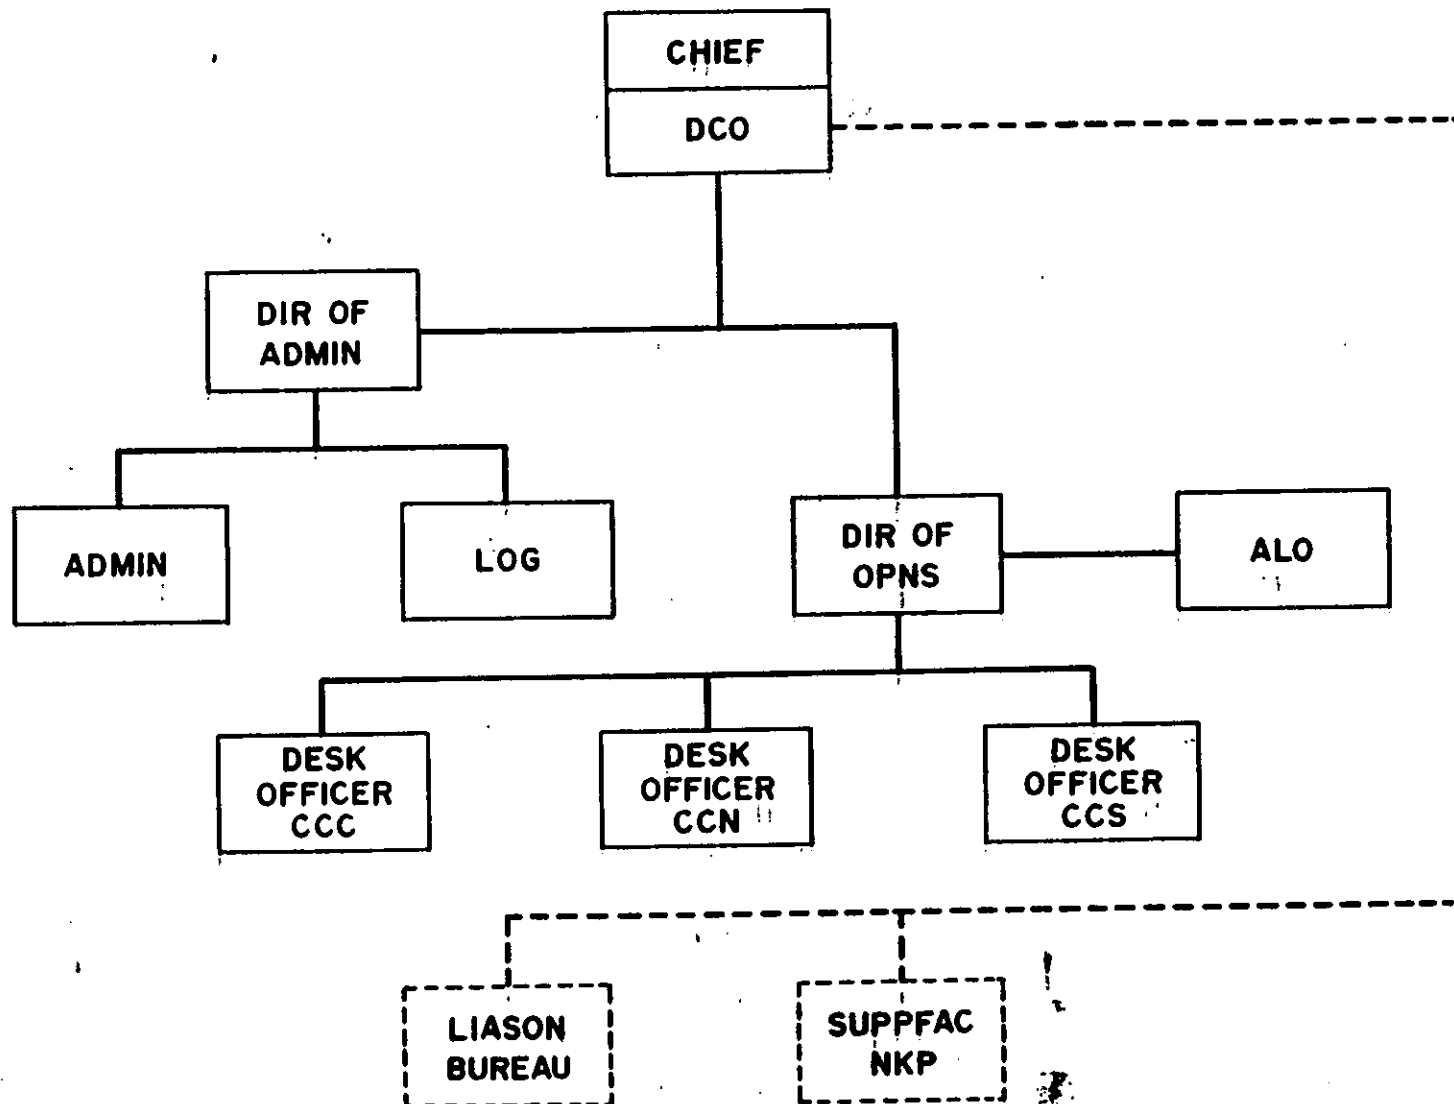 CHIEF
DCO
DIR OF
ADMIN
ADMIN
LOG
DIR OF
OPNS
ALO
DESK
OFFICER
CCC
DESK
OFFICER
CCN
DESK
OFFICER
CCS
LIASON
BUREAU
SUPPFAC
NKP